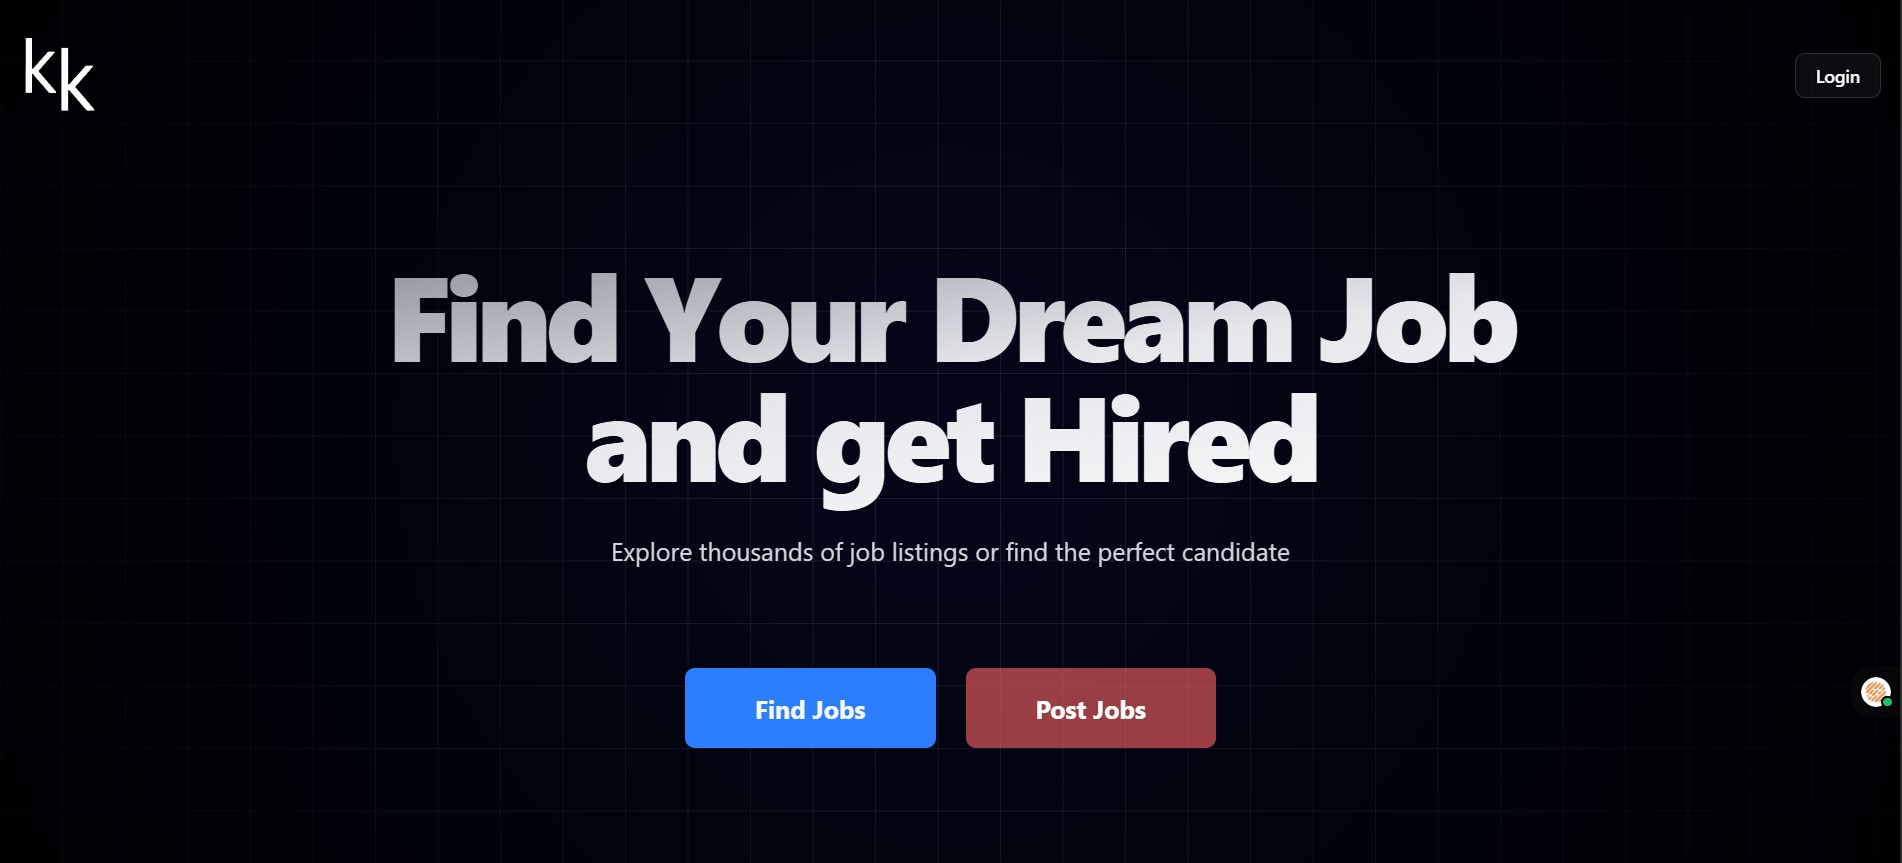 kk
Login
Find Your Dream Job
and get Hired
Explore thousands of job listings or find the perfect candidate
Find Jobs
Post Jobs